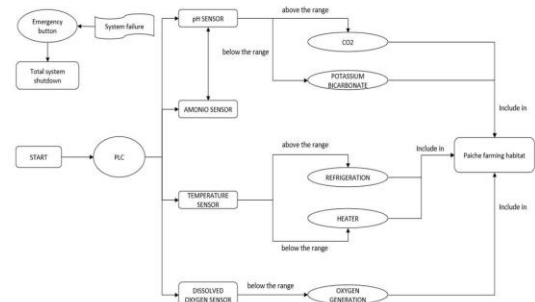 Emergency
button
System failure
Total system
shutdown
START
PLC
pH SENSOR
above the range
below the range
CO2
POTASSIUM
BICARBONATE
Include in
AMONIO SENSOR
TEMPERATURE
SENSOR
above the range
REFRIGERATION
HEATER
below the range
Include in
Paiche farming habitat
Include in
DISSOLVED
OXYGEN SENSOR
below the range
OXYGEN
GENERATION